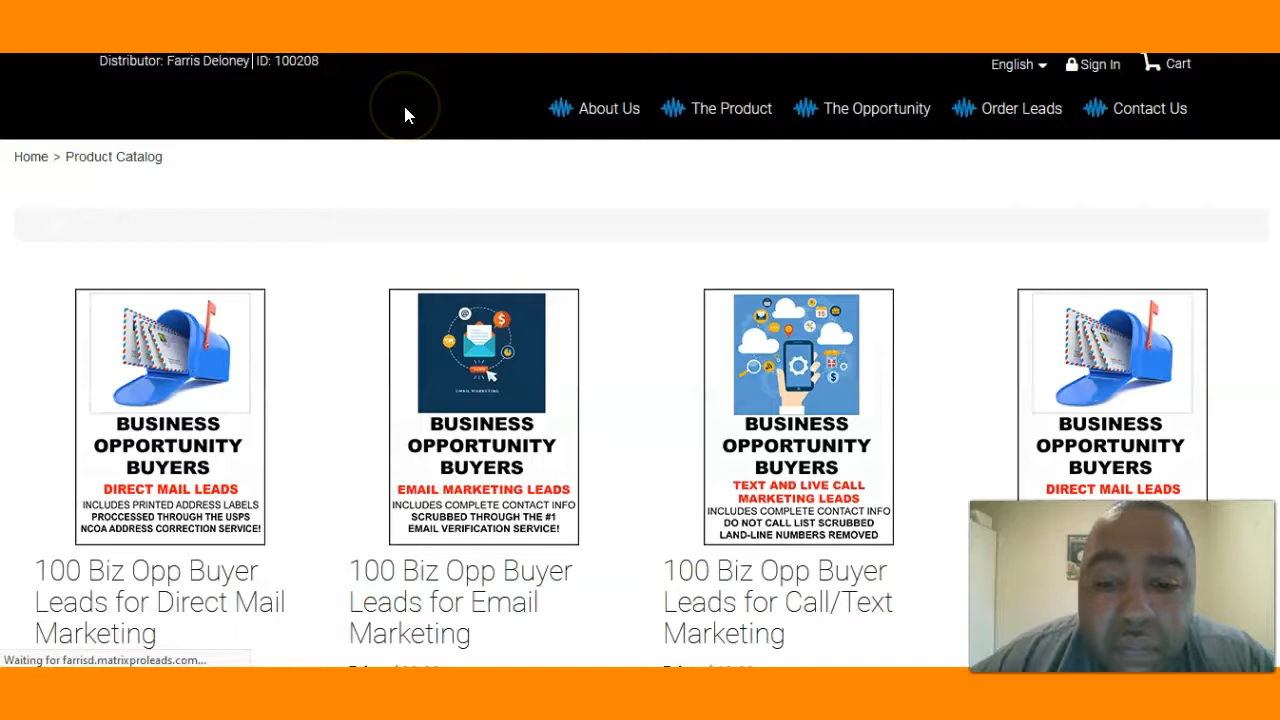 Distributor: Farris Deloney | ID: 100208
English
Sign In
Cart
About Us
The Product
The Opportunity
Order Leads
Contact Us
Home > Product Catalog
BUSINESS
OPPORTUNITY
BUYERS
DIRECT MAIL LEADS
INCLUDES PRINTED ADDRESS LABELS
PROCCESSED THROUGH THE USPS
NCOA ADDRESS CORRECTION SERVICE!
100 Biz Opp Buyer
Leads for Direct Mail
Marketing
EMAIL MARKETING
BUSINESS
OPPORTUNITY
BUYERS
EMAIL MARKETING LEADS
INCLUDES COMPLETE CONTACT INFO
SCRUBBED THROUGH THE #1
EMAIL VERIFICATION SERVICE!
100 Biz Opp Buyer
Leads for Email
Marketing
BUSINESS
OPPORTUNITY
BUYERS
TEXT AND LIVE CALL
MARKETING LEADS
INCLUDES COMPLETE CONTACT INFO
DO NOT CALL LIST SCRUBBED
LAND-LINE NUMBERS REMOVED
100 Biz Opp Buyer
Leads for Call/Text
Marketing
BUSINESS
OPPORTUNITY
BUYERS
DIRECT MAIL LEADS
Waiting for farrisd.matrixproleads.com...